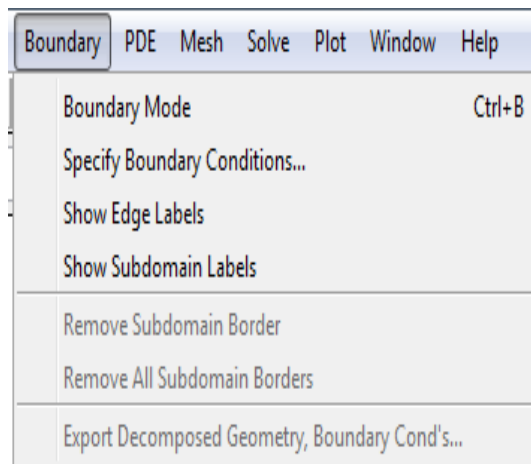 Boundary PDE Mesh Solve Plot Window Help
Boundary Mode Ctrl+B
Specify Boundary Conditions...
Show Edge Labels
Show Subdomain Labels
Remove Subdomain Border
Remove All Subdomain Borders
Export Decomposed Geometry, Boundary Cond's...